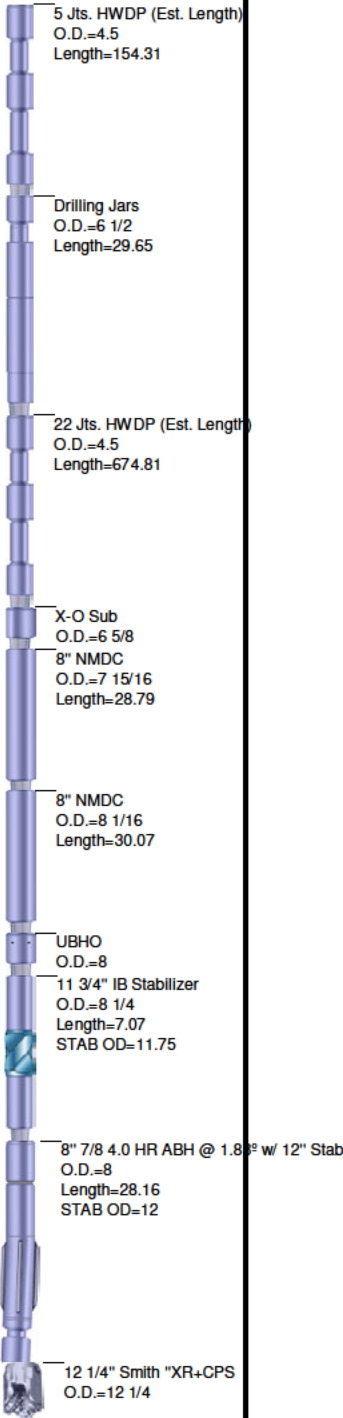 5 Jts. HWDP (Est. Length)
O.D.=4.5
Length=154.31
Drilling Jars
O.D.=6 1/2
Length=29.65
22 Jts. HWDP (Est. Length)
O.D.=4.5
Length=674.81
X-O Sub
O.D.=6 5/8
8" NMDC
O.D.=7 15/16
Length=28.79
8" NMDC
O.D.=8 1/16
Length=30.07
UBHO
O.D.=8
11 3/4" IB Stabilizer
O.D.=8 1/4
Length=7.07
STAB OD=11.75
8" 7/8 4.0 HR ABH @ w/ 12" Stab
O.D.=8
Length=28.16
STAB OD=12
12 1/4" Smith "XR+CPS
O.D.=12 1/4